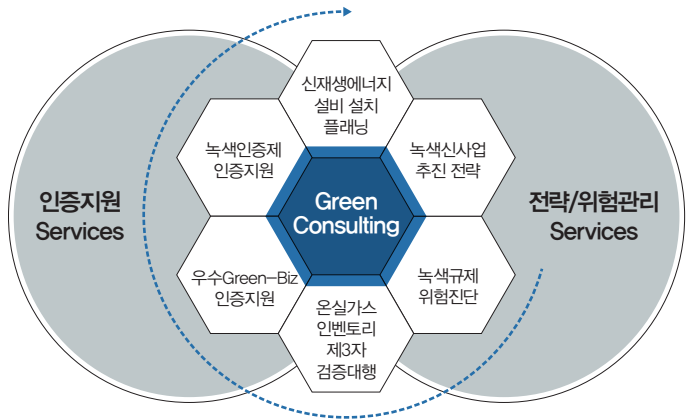 신재생에너지
설비 설치
플래닝
녹색인증제
인증지원
녹색신사업
추진 전략
인증지원
Services
Green
Consulting
전략/위험관리
Services
우수Green-Biz
인증지원
녹색규제
위험진단
온실가스
인벤토리
제3자
검증대행